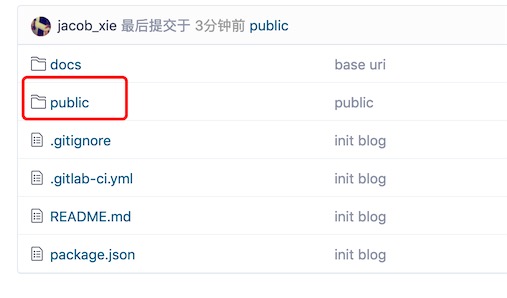 jacob_xie 最后提交于 3分钟前 public
docs base uri
public public
.gitignore init blog
.gitlab-ci.yml init blog
README.md init blog
package.json init blog